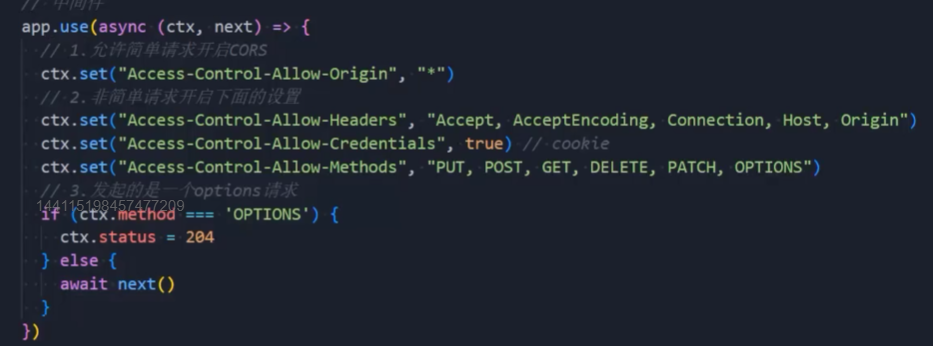 // 中间件
app.use(async (ctx, next) => {
// 1.允许简单请求开启CORS
ctx.set("Access-Control-Allow-Origin", "*")
// 2.非简单请求开启下面的设置
ctx.set("Access-Control-Allow-Headers", "Accept, AcceptEncoding, Connection, Host, Origin")
ctx.set("Access-Control-Allow-Credentials", true) // cookie
ctx.set("Access-Control-Allow-Methods", "PUT, POST, GET, DELETE, PATCH, OPTIONS")
// 3.发起的是一个options请求
144115198457477209
if (ctx.method === 'OPTIONS') {
ctx.status = 204
} else {
await next()
}
})